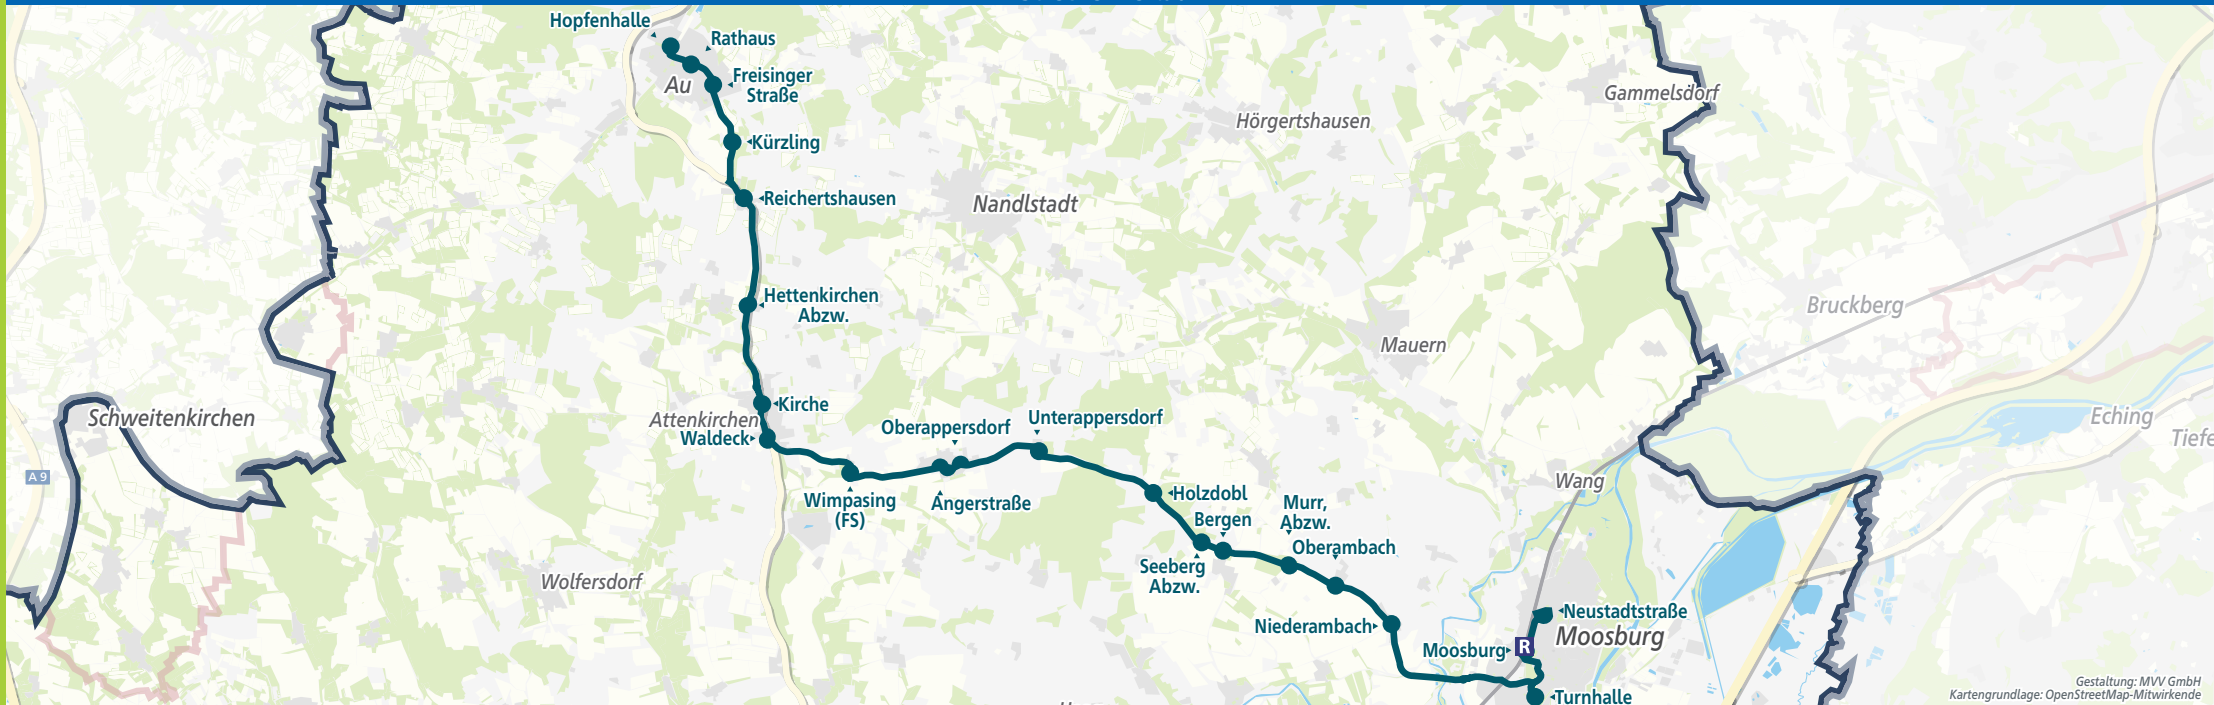 Hopfenhalle
Rathaus
Freisinger
Straße
Au
Kürzling
Reichertshausen
Hettenkirchen
Abzw.
Kirche
Attenkirchen
Waldeck
Wimpasing
(FS)
Oberappersdorf
Angerstraße
Unterappersdorf
Holzdobl
Bergen
Seeberg
Abzw.
Murr,
Abzw.
Oberambach
Niederambach
Moosburg
R
Neustadtstraße
Moosburg
Turnhalle
Gammelsdorf
Hörgertshausen
Nandlstadt
Mauern
Bruckberg
Eching
Wang
Schweitenkirchen
A 9
Wolfersdorf
Gestaltung: MVV GmbH
Kartengrundlage: OpenStreetMap-Mitwirkende